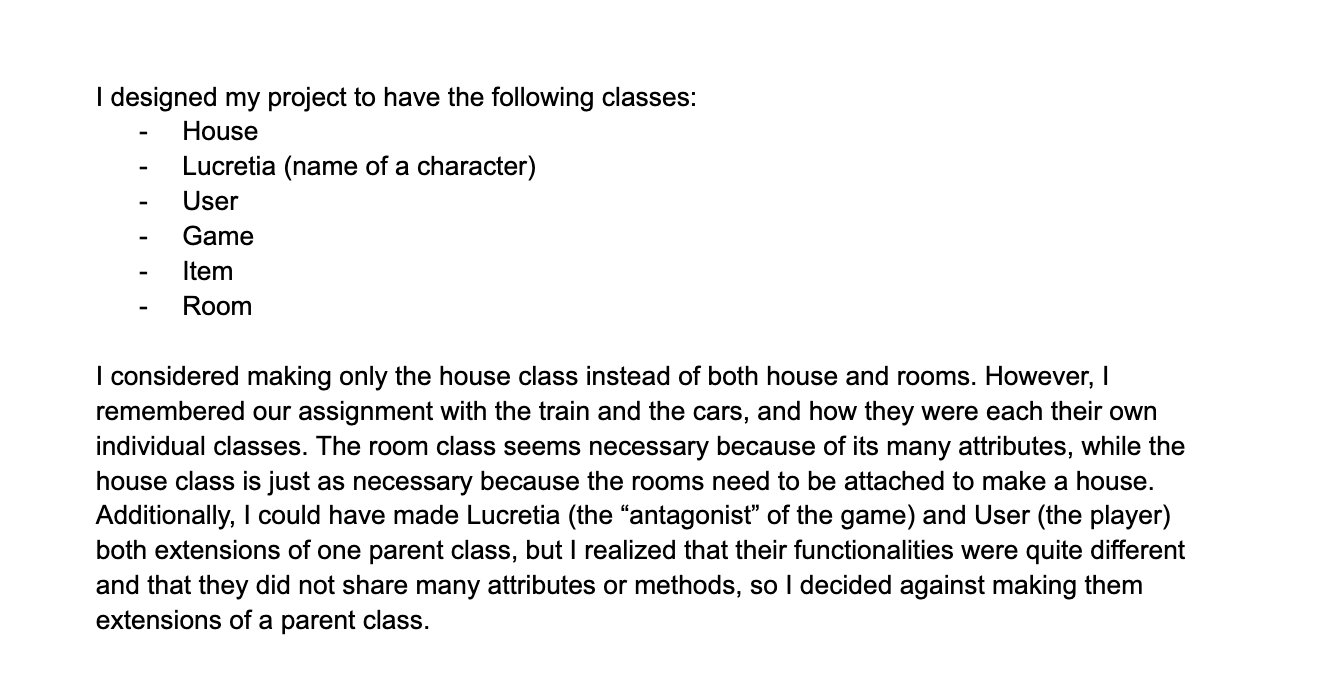 I designed my project to have the following classes:
- House
- Lucretia (name of a character)
- User
- Game
- Item
- Room
I considered making only the house class instead of both house and rooms. However, I
remembered our assignment with the train and the cars, and how they were each their own
individual classes. The room class seems necessary because of its many attributes, while the
house class is just as necessary because the rooms need to be attached to make a house.
Additionally, I could have made Lucretia (the “antagonist” of the game) and User (the player)
both extensions of one parent class, but I realized that their functionalities were quite different
and that they did not share many attributes or methods, so I decided against making them
extensions of a parent class.